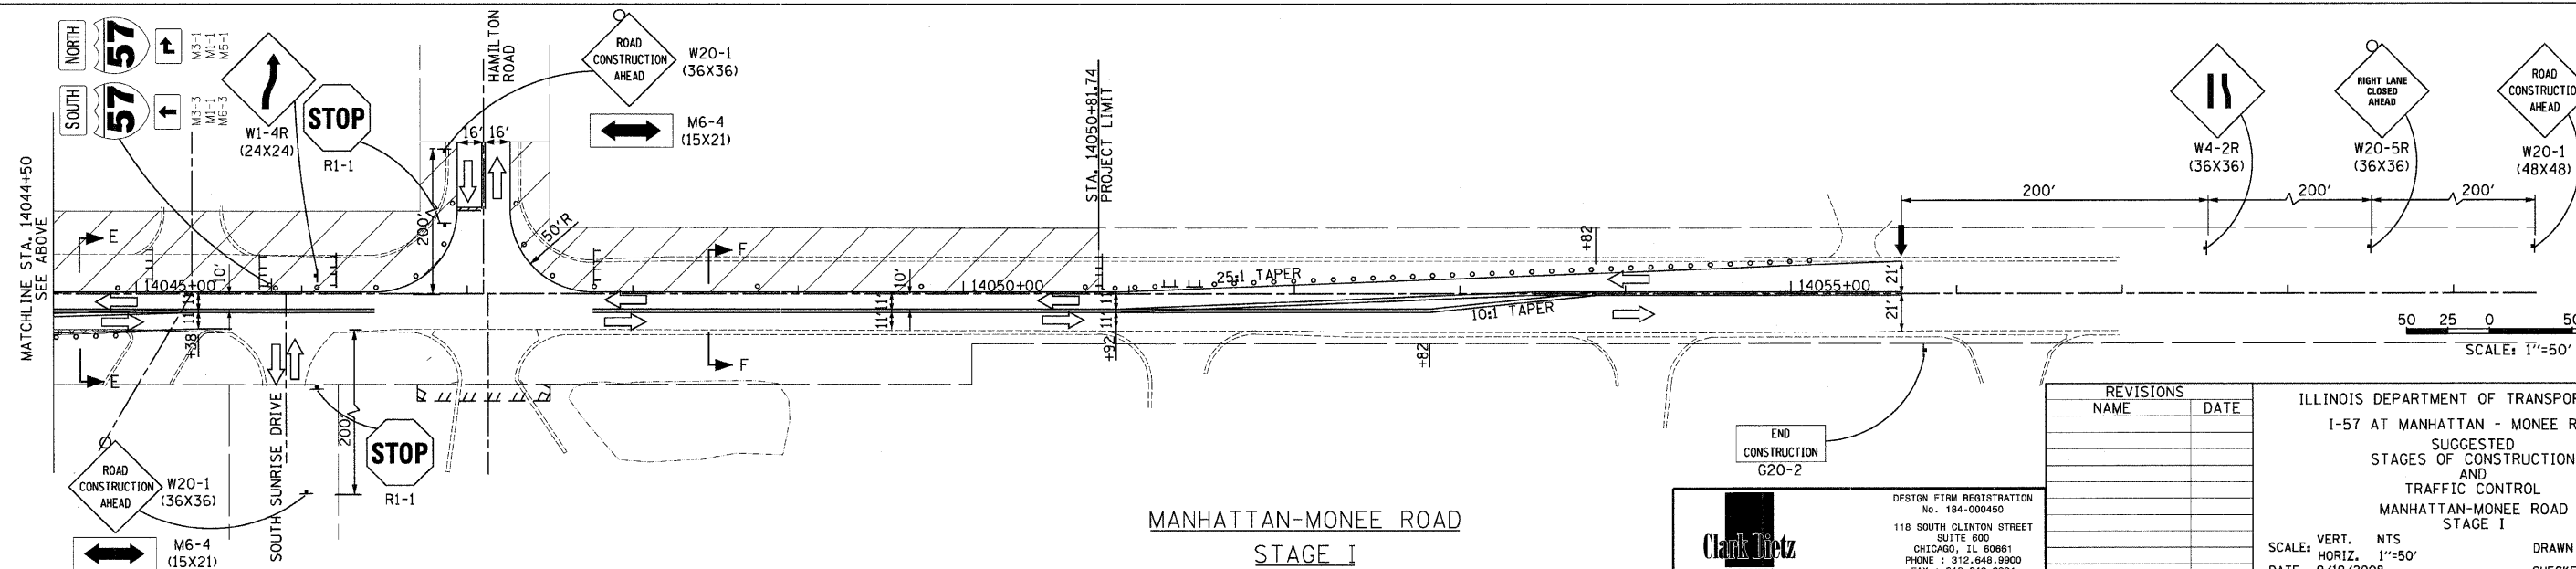 NORTH
57
M3-1
M1-1
M5-1
SOUTH
57
M3-3
M1-1
M6-3
W1-4R
(24X24)
STOP
R1-1
HAMILTON
ROAD
ROAD
CONSTRUCTION
AHEAD
W20-1
(36X36)
M6-4
(15X21)
16' 16'
200'
50'R
STA. 14050+81.74
PROJECT LIMIT
W4-2R
(36X36)
RIGHT LANE
CLOSED
AHEAD
W20-5R
(36X36)
ROAD
CONSTRUCTIO
AHEAD
W20-1
(48X48)
200'
200'
200'
MATCHLINE STA. 14044+50
SEE ABOVE
E
E
F
F
14045+00
10'
11'
11'
+38
10'
11'
11'
14050+00
11'
11'
+92
25:1 TAPER
10:1 TAPER
+82
+82
14055+00
21'
21'
50 25 0 50
SCALE: 1"=50'
SOUTH SUNRISE DRIVE
200'
STOP
R1-1
ROAD
CONSTRUCTION
AHEAD
W20-1
(36X36)
M6-4
(15X21)
END
CONSTRUCTION
G20-2
MANHATTAN-MONEE ROAD
STAGE I
Clark Dietz
DESIGN FIRM REGISTRATION
No. 184-000450
118 SOUTH CLINTON STREET
SUITE 600
CHICAGO, IL 60661
PHONE : 312.648.9900
REVISIONS
NAME DATE
ILLINOIS DEPARTMENT OF TRANSPOR
I-57 AT MANHATTAN - MONEE R
SUGGESTED
STAGES OF CONSTRUCTION
AND
TRAFFIC CONTROL
MANHATTAN-MONEE ROAD
STAGE I
SCALE: VERT. NTS
HORIZ. 1"=50'
DRAWN